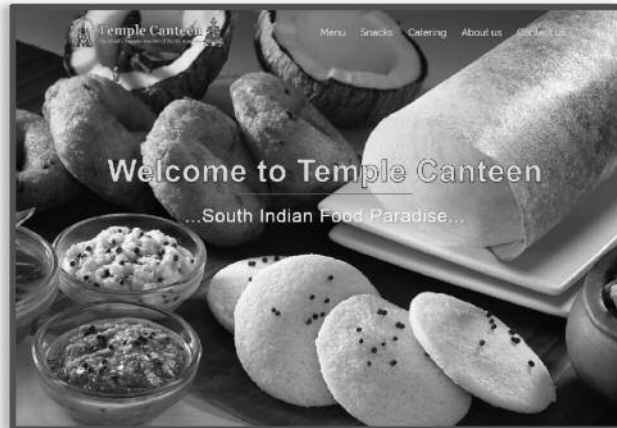 Temple Canteen
Menu Snacks Catering About us Contact us
Welcome to Temple Canteen
...South Indian Food Paradise...